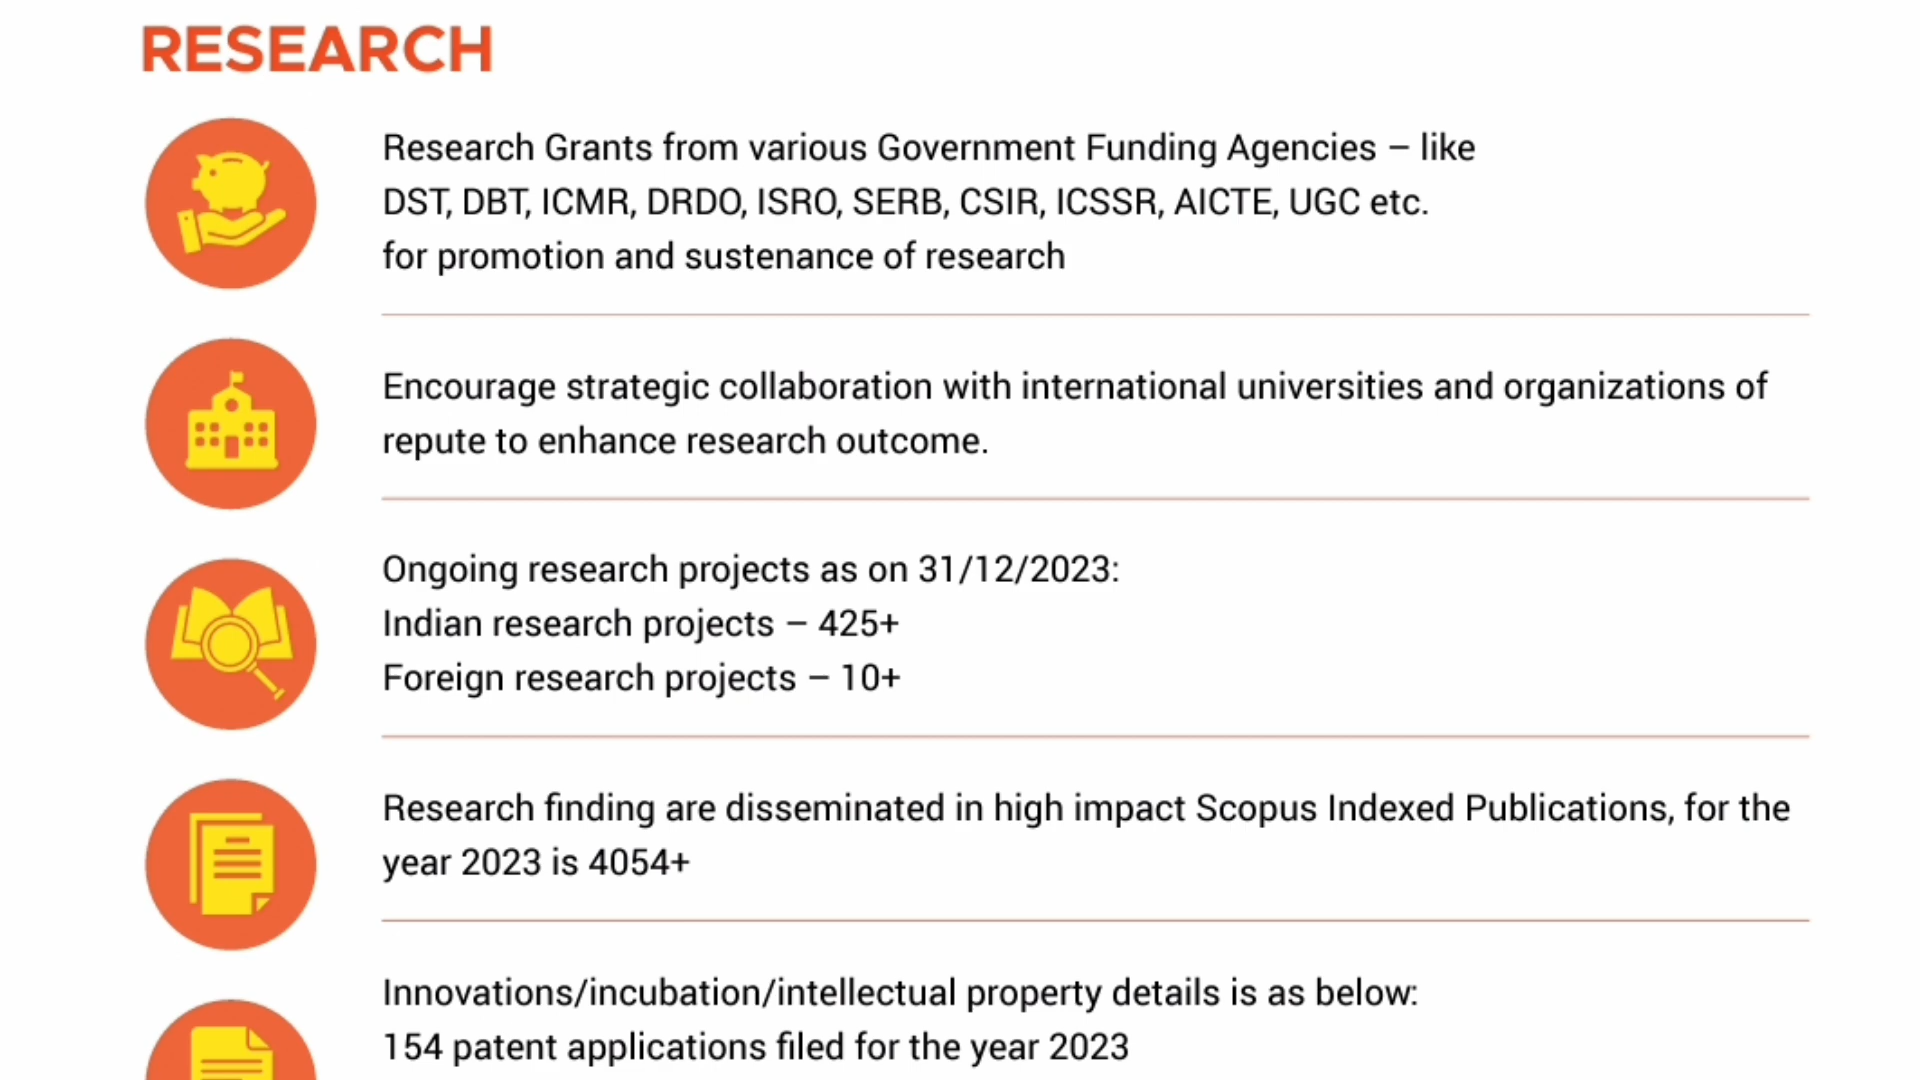 RESEARCH
Research Grants from various Government Funding Agencies – like
DST, DBT, ICMR, DRDO, ISRO, SERB, CSIR, ICSSR, AICTE, UGC etc.
for promotion and sustenance of research
Encourage strategic collaboration with international universities and organizations of
repute to enhance research outcome.
Ongoing research projects as on 31/12/2023:
Indian research projects – 425+
Foreign research projects – 10+
Research finding are disseminated in high impact Scopus Indexed Publications, for the
year 2023 is 4054+
Innovations/incubation/intellectual property details is as below:
154 patent applications filed for the year 2023